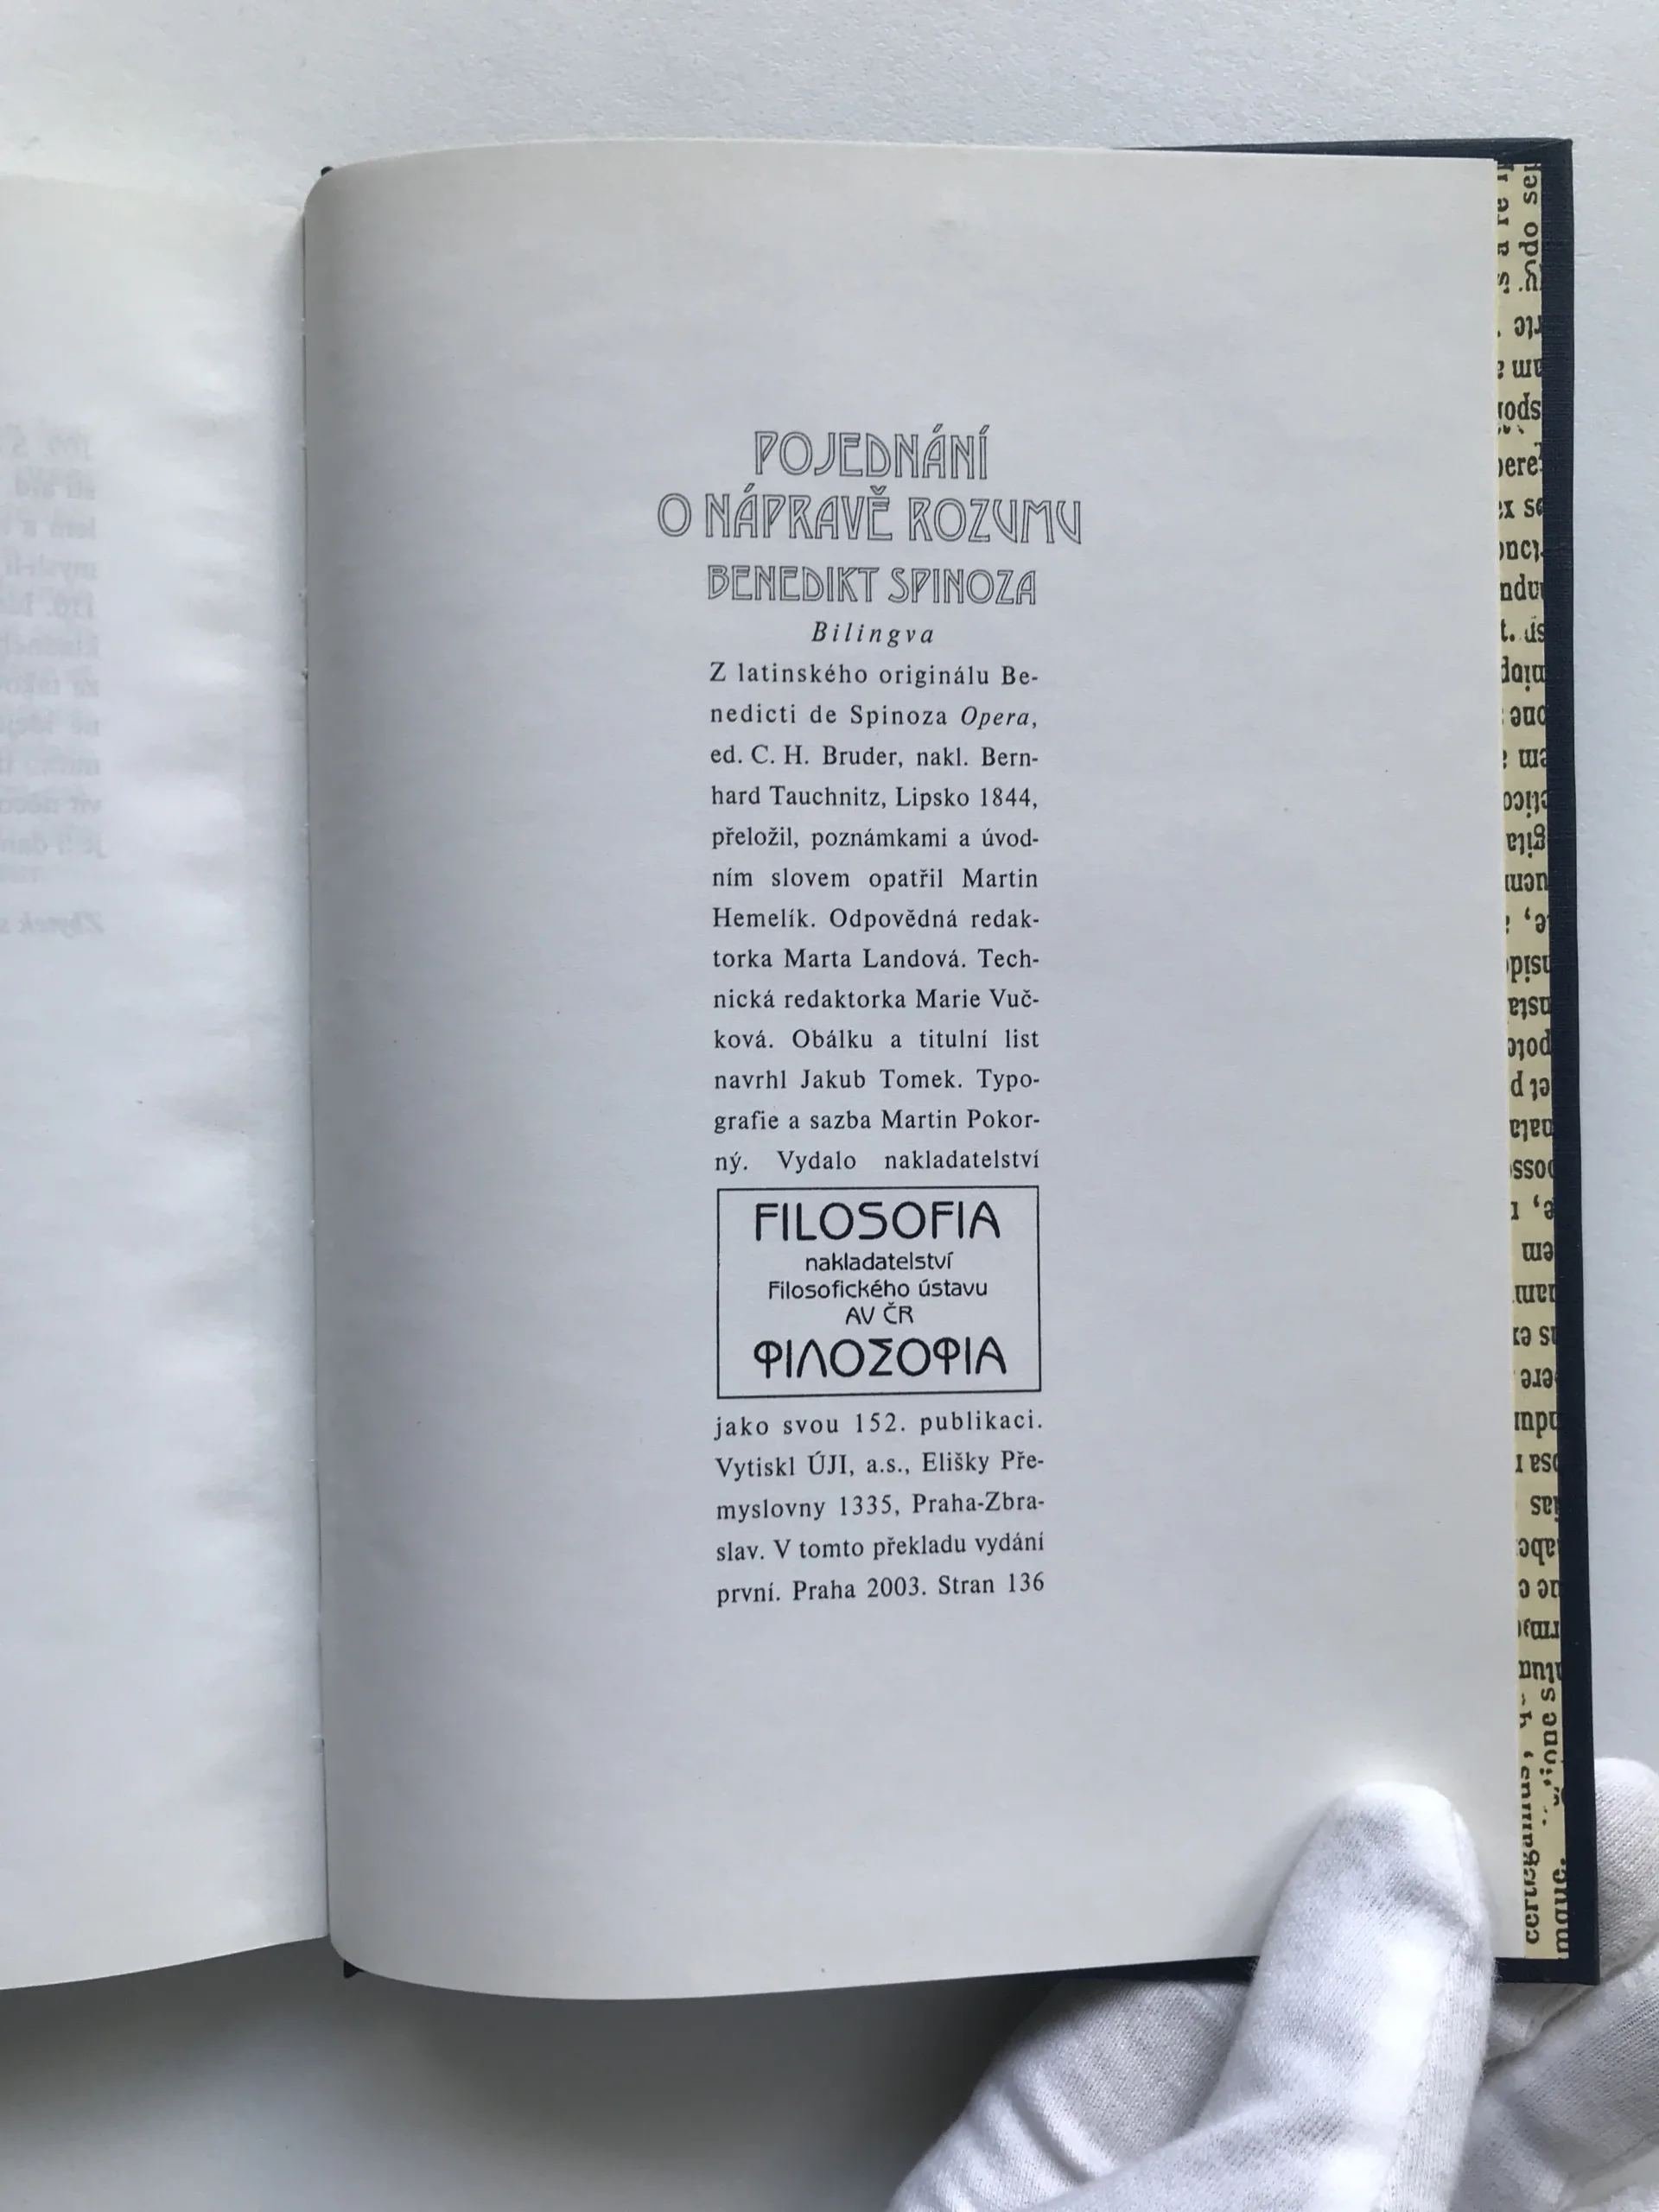 POJEDNÁNÍ
O NÁPRAVĚ ROZUMU
BENEDIKT SPINOZA
Bilingva
Z latinského originálu Be-
nedicti de Spinoza Opera,
ed. C. H. Bruder, nakl. Bern-
hard Tauchnitz, Lipsko 1844,
přeložil, poznámkami a úvod-
ním slovem opatřil Martin
Hemelík. Odpovědná redak-
torka Marta Landová. Tech-
nická redaktorka Marie Vuč-
ková. Obálku a titulní list
navrhl Jakub Tomek. Typo-
grafie a sazba Martin Pokor-
ný. Vydalo nakladatelství
FILOSOFIA
nakladatelství
Filosofického ústavu
AV ČR
ΦΙΛΟΣΟΦΙΑ
jako svou 152. publikaci.
Vytiskl ÚJI, a.s., Elišky Pře-
myslovny 1335, Praha-Zbra-
slav. V tomto překladu vydání
první. Praha 2003. Stran 136